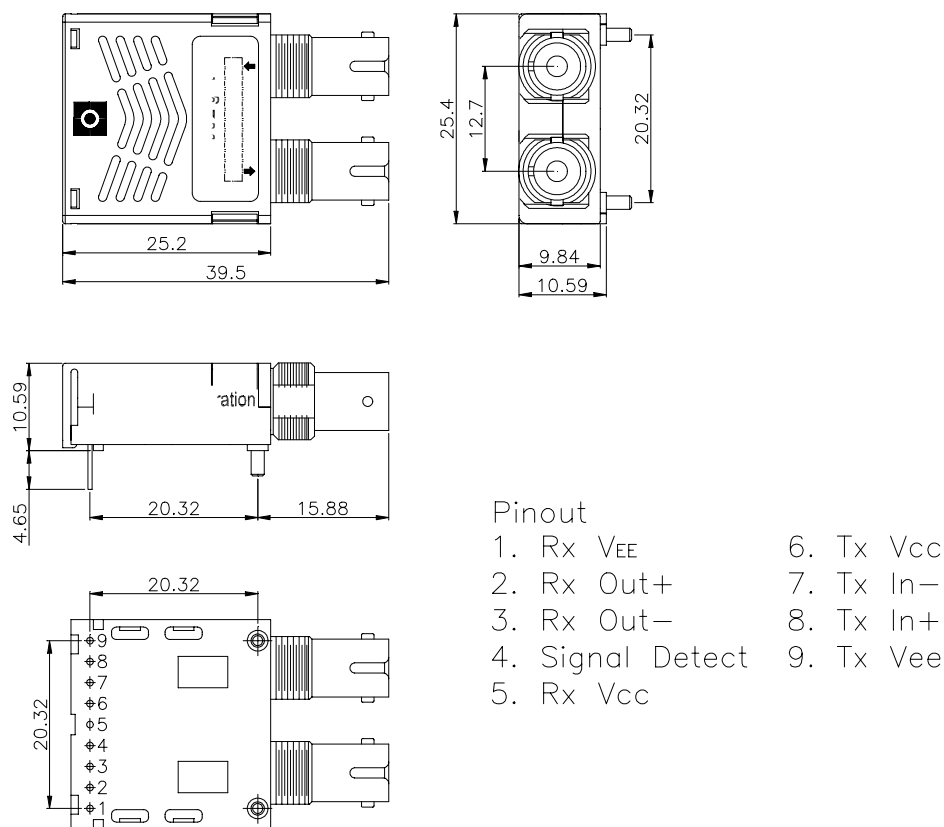 25.2
39.5
25.4
12.7
20.32
9.84
10.59
ration
10.59
4.65
20.32
15.88
Pinout
1. Rx VEE
2. Rx Out+
3. Rx Out−
4. Signal Detect
5. Rx Vcc
6. Tx Vcc
7. Tx In−
8. Tx In+
9. Tx Vee
20.32
20.32
9
8
7
6
5
4
3
2
1